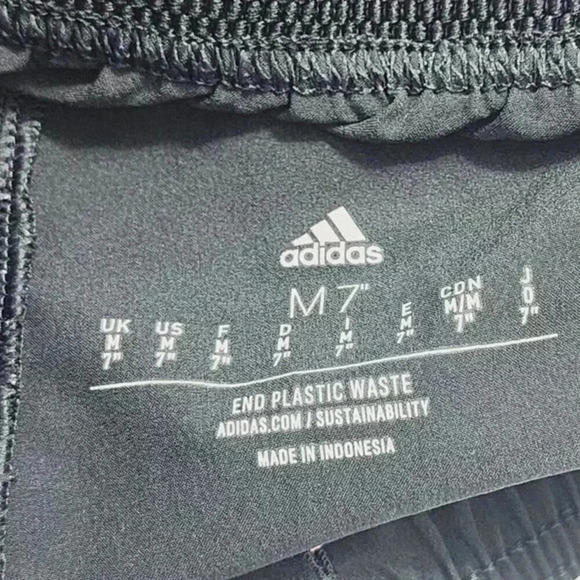 adidas
M 7"
UK US F D I E CDN J
M M M M M M M/M O
7" 7" 7" 7" 7" 7" 7" 7"
END PLASTIC WASTE
ADIDAS.COM / SUSTAINABILITY
MADE IN INDONESIA